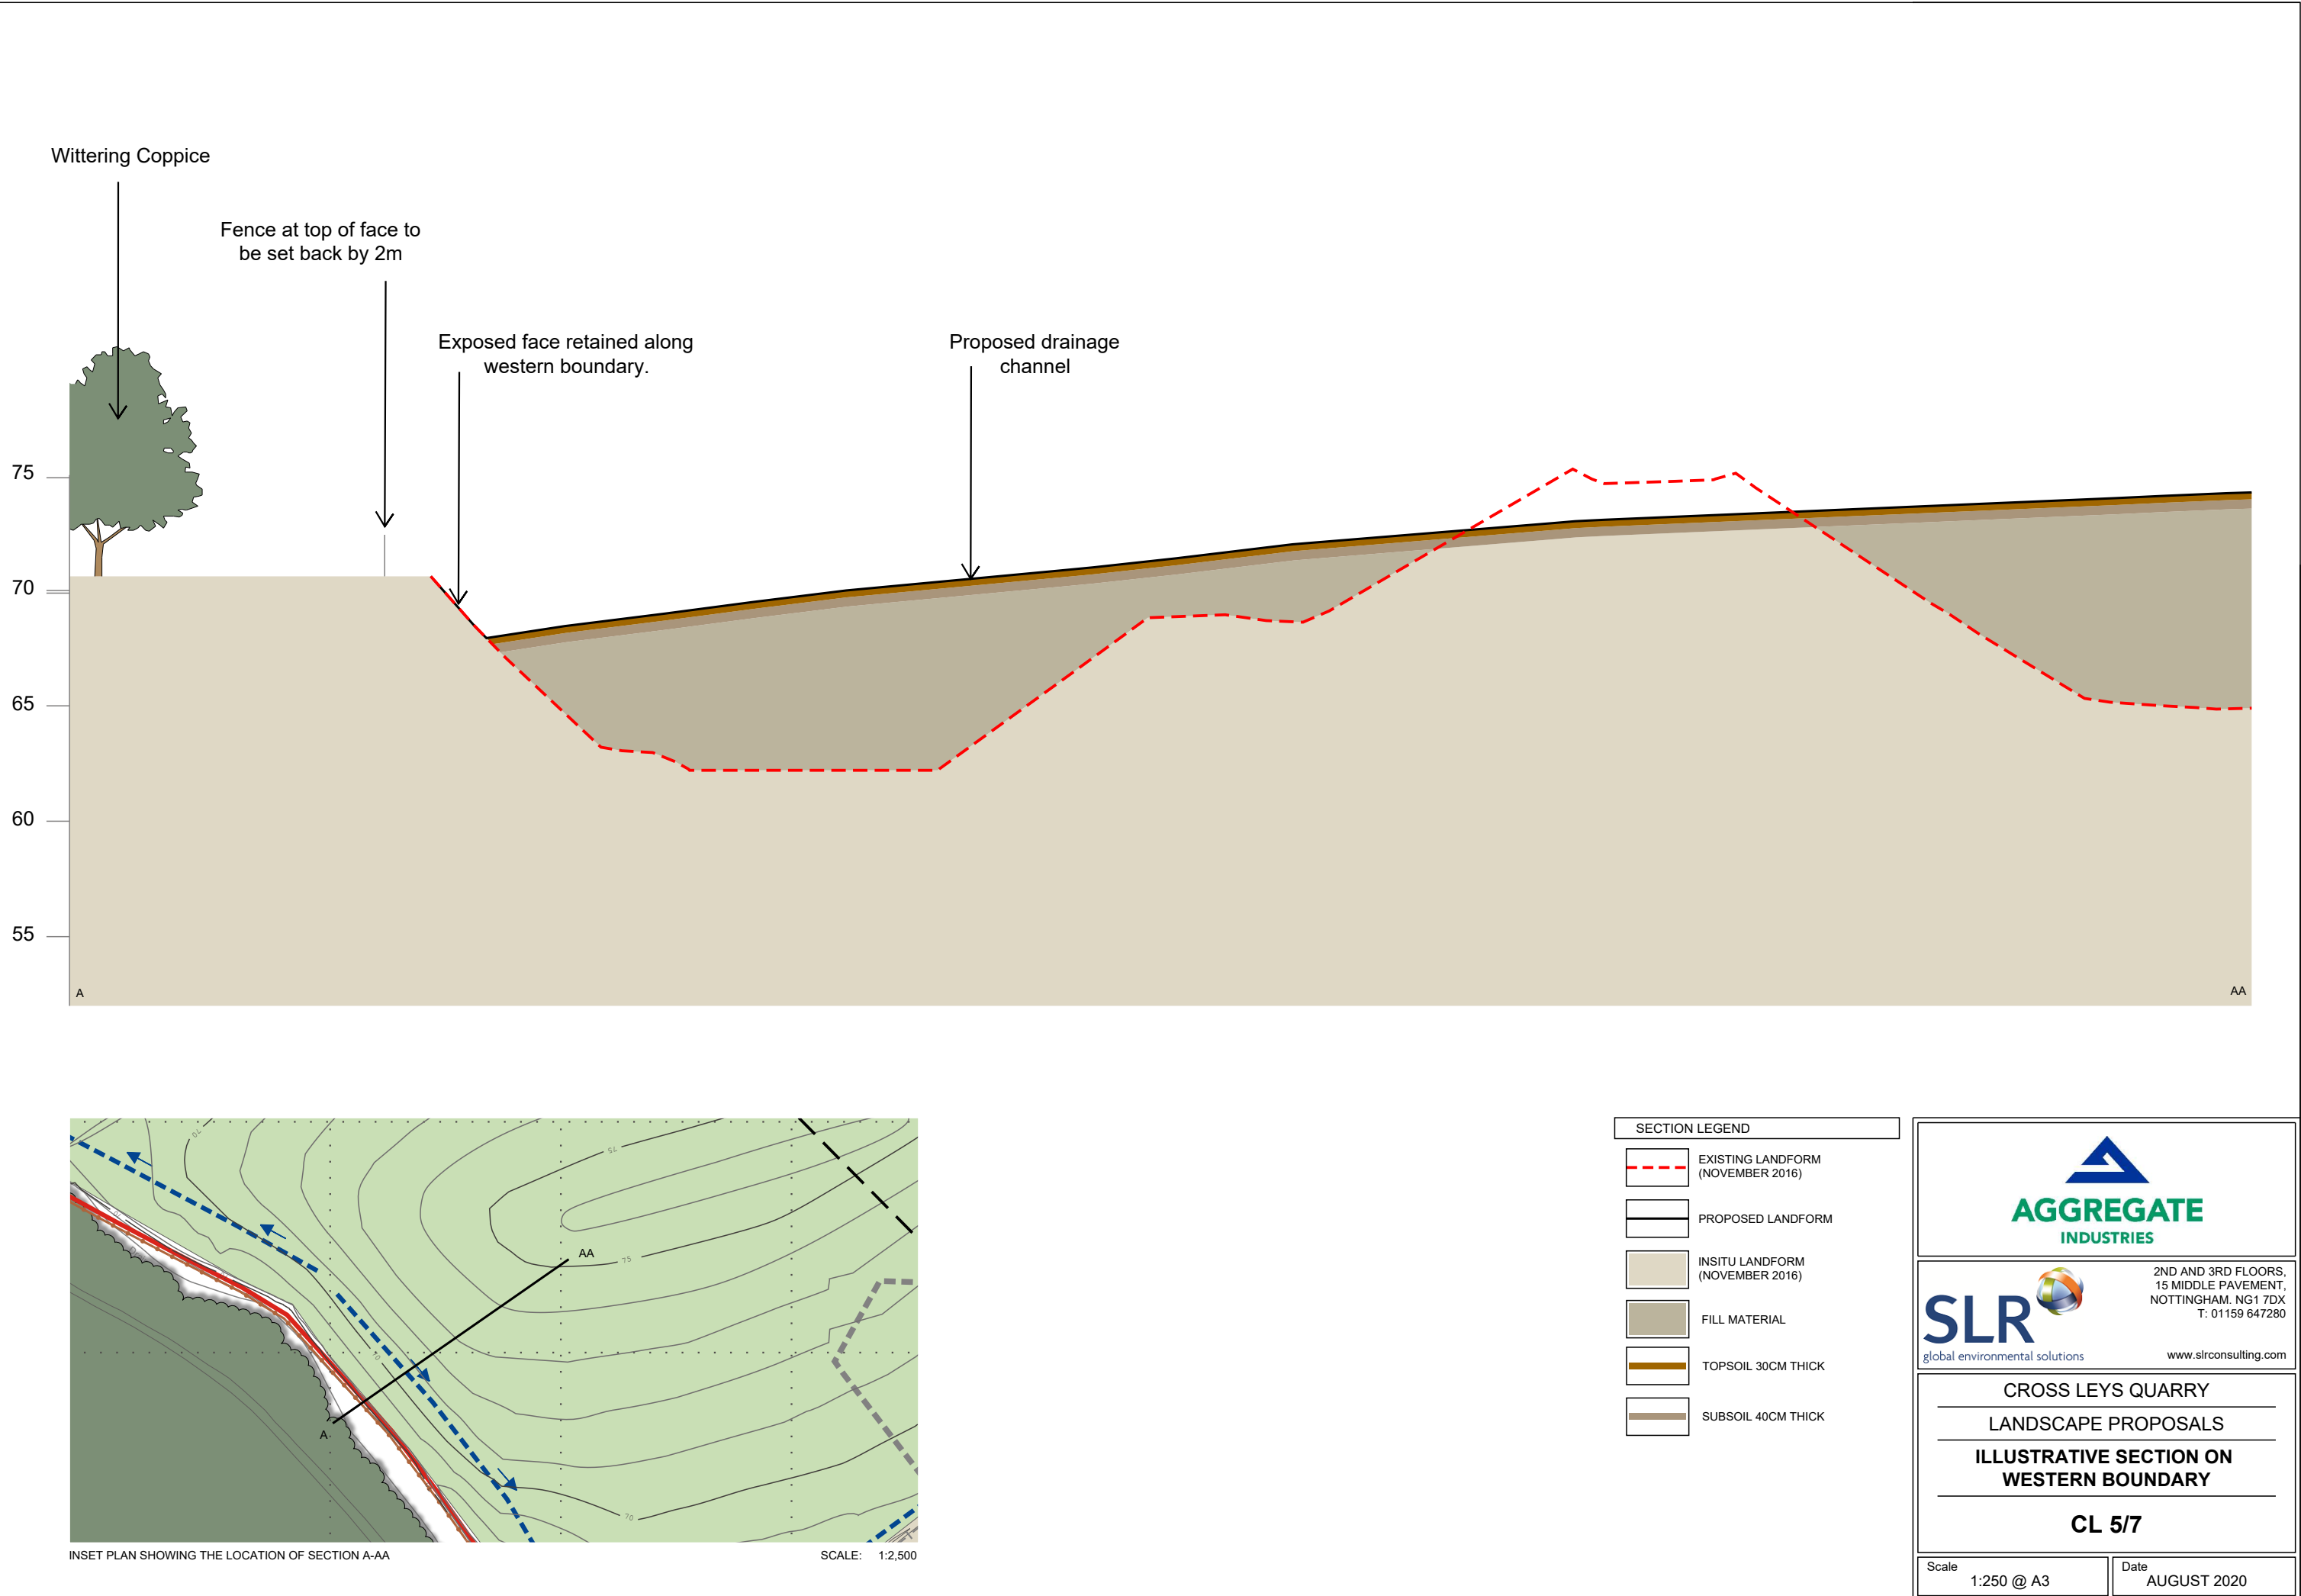 Wittering Coppice
Fence at top of face to
be set back by 2m
Exposed face retained along
western boundary.
Proposed drainage
channel
75
70
65
60
55
A
AA
70
75
AA
75
70
A
70
INSET PLAN SHOWING THE LOCATION OF SECTION A-AA
SCALE: 1:2,500
SECTION LEGEND
EXISTING LANDFORM
(NOVEMBER 2016)
PROPOSED LANDFORM
INSITU LANDFORM
(NOVEMBER 2016)
FILL MATERIAL
TOPSOIL 30CM THICK
SUBSOIL 40CM THICK
AGGREGATE
INDUSTRIES
SLR
global environmental solutions
2ND AND 3RD FLOORS,
15 MIDDLE PAVEMENT,
NOTTINGHAM. NG1 7DX
T: 01159 647280
www.slrconsulting.com
CROSS LEYS QUARRY
LANDSCAPE PROPOSALS
ILLUSTRATIVE SECTION ON
WESTERN BOUNDARY
CL 5/7
Scale
1:250 @ A3
Date
AUGUST 2020